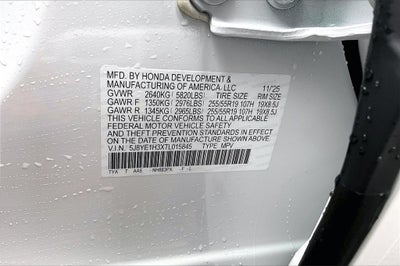 MFD. BY HONDA DEVELOPMENT &
MANUFACTURING OF AMERICA, LLC 11/25
GVWR 2640KG ( 5820LBS) TIRE SIZE RIM SIZE
GAWR F 1350KG ( 2976LBS) 255/55R19 107H 19X8.5J
GAWR R 1345KG ( 2965LBS) 255/55R19 107H 19X8.5J
THIS VEHICLE CONFORMS TO ALL APPLICABLE
FEDERAL MOTOR VEHICLE SAFETY
AND THEFT PREVENTION STANDARDS IN EFFECT
ON THE DATE OF MANUFACTURE SHOWN ABOVE.
V.I.N. 5J8YE1H3XTL015845 TYPE MPV
TYA T AA6